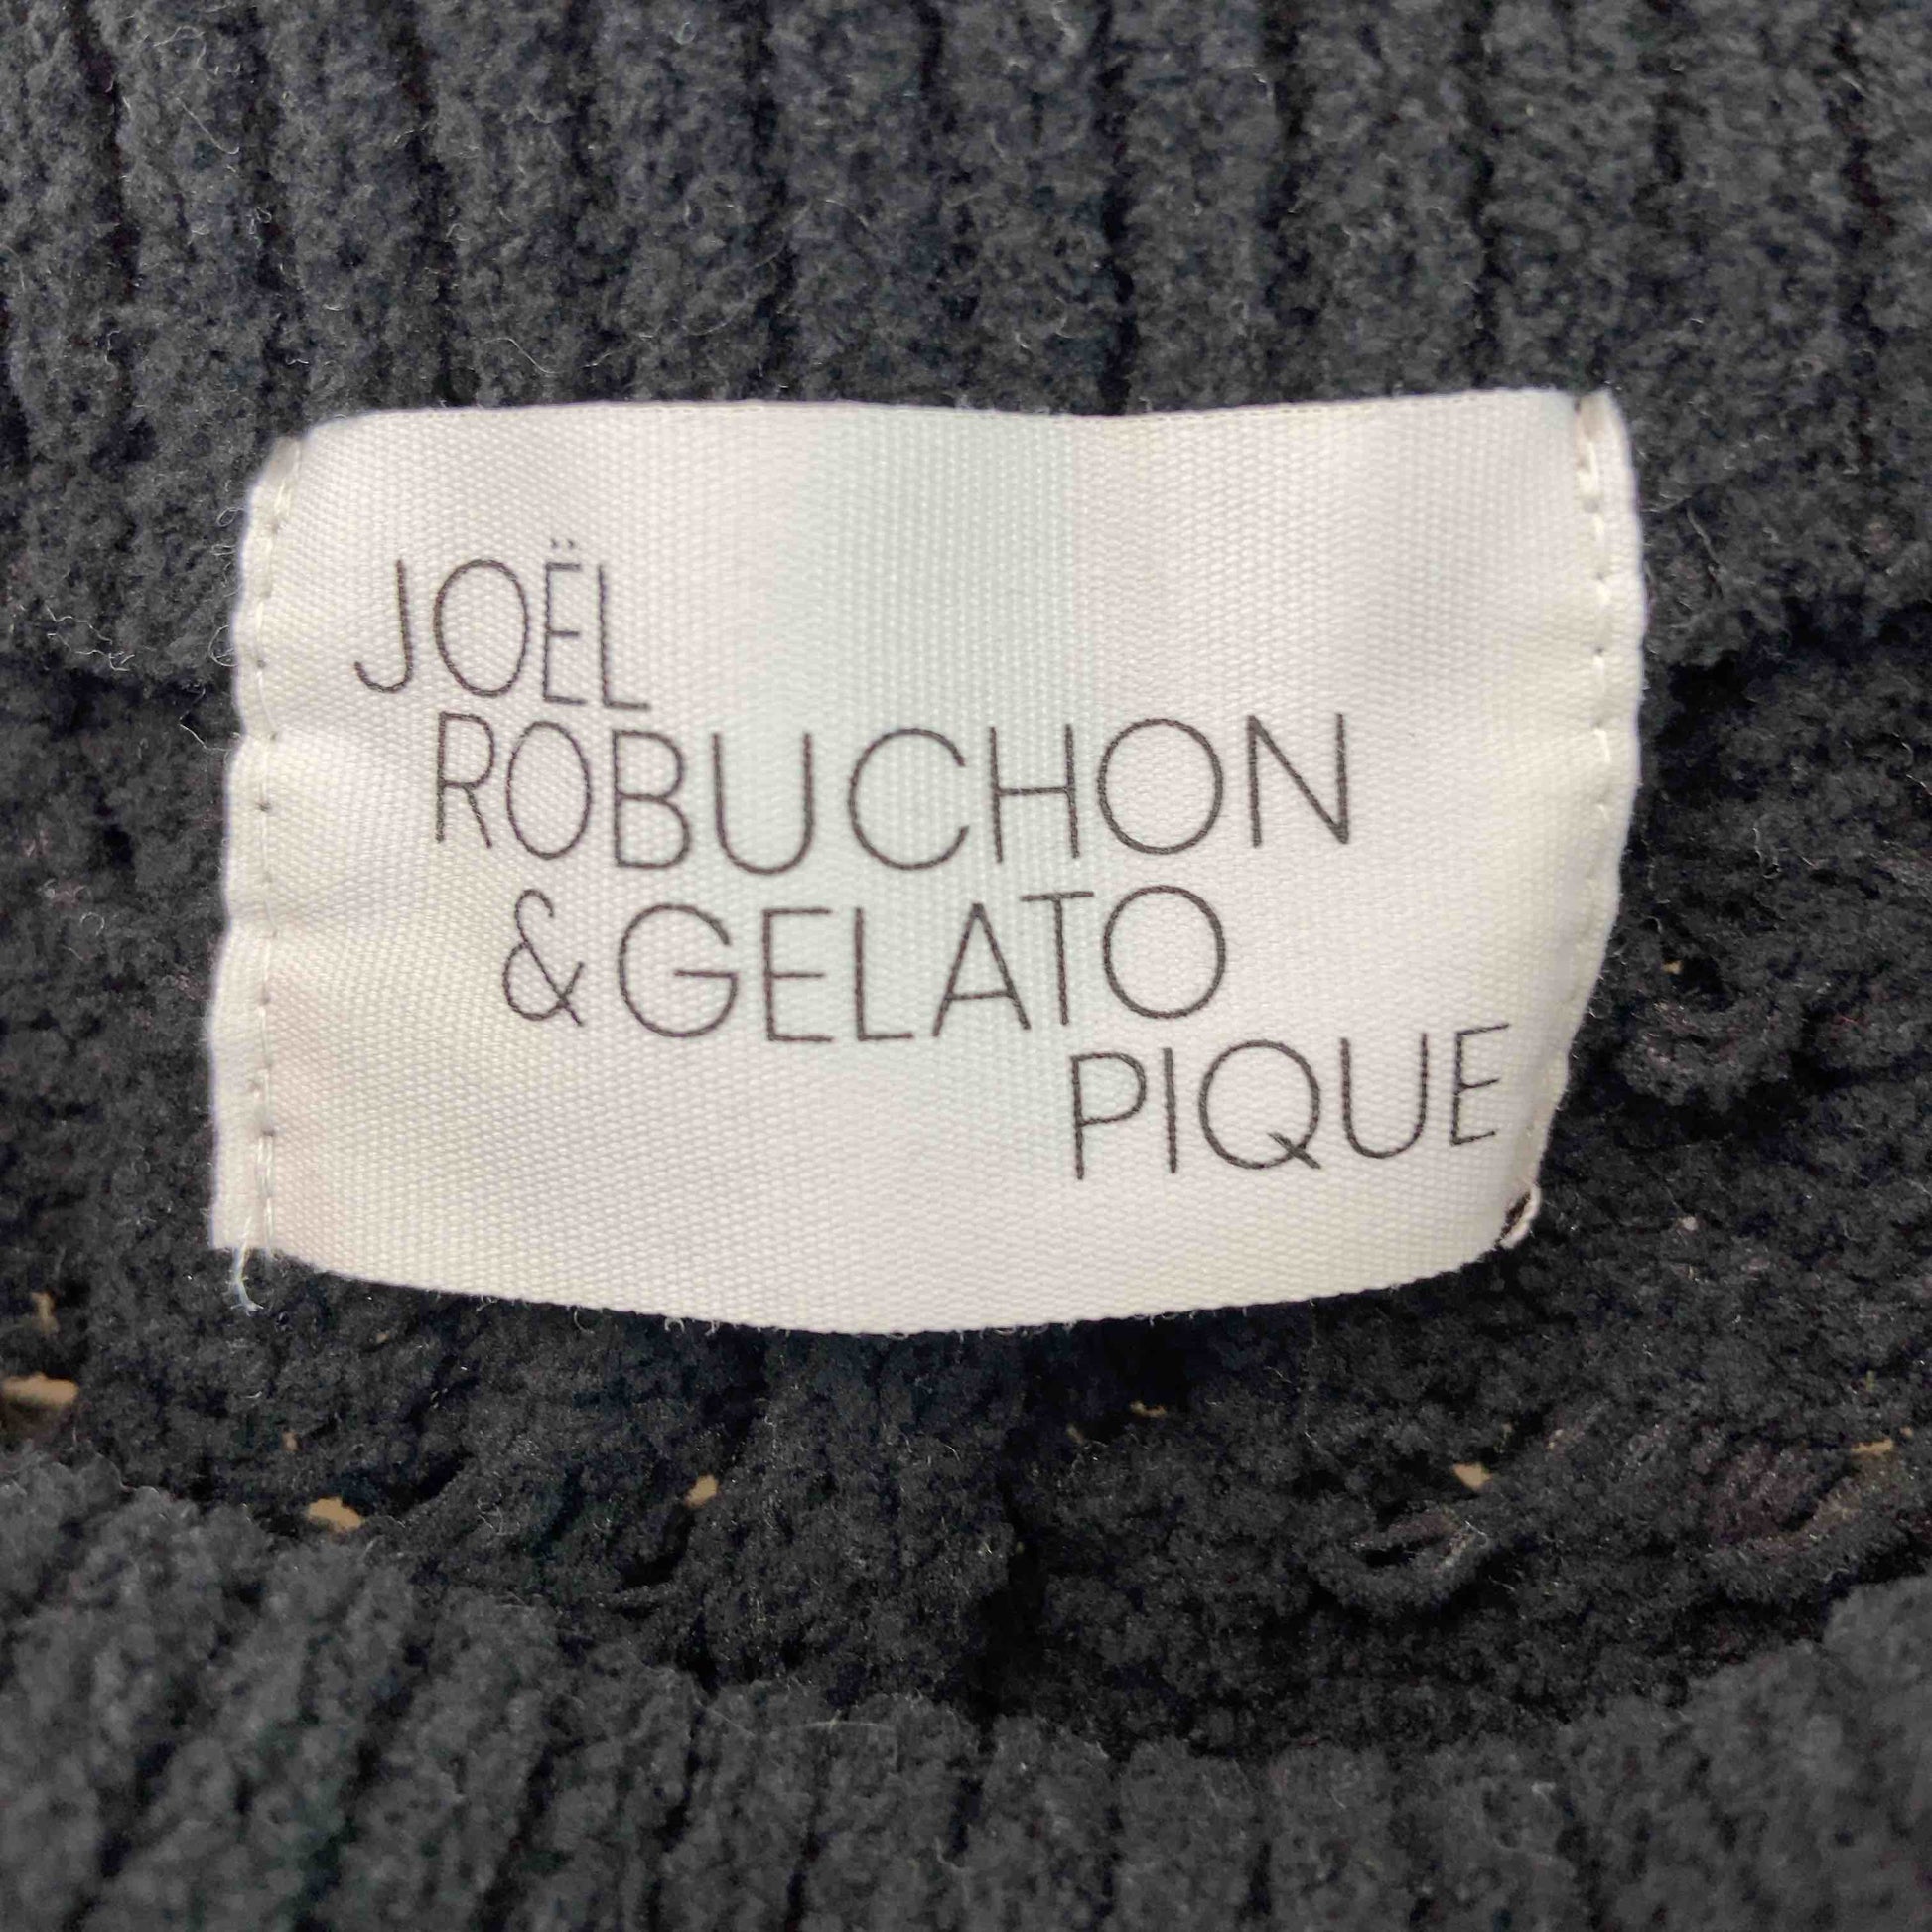 JOËL
ROBUCHON
& GELATO
PIQUE